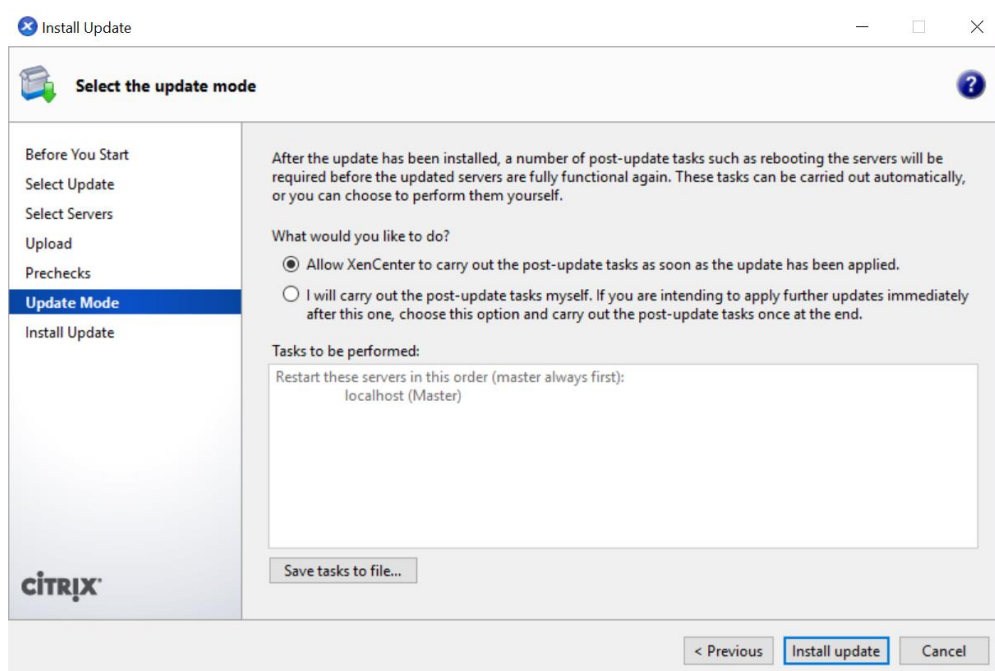 Install Update
Select the update mode
?
Before You Start
Select Update
Select Servers
Upload
Prechecks
Update Mode
Install Update
After the update has been installed, a number of post-update tasks such as rebooting the servers will be
required before the updated servers are fully functional again. These tasks can be carried out automatically,
or you can choose to perform them yourself.
What would you like to do?
Allow XenCenter to carry out the post-update tasks as soon as the update has been applied.
I will carry out the post-update tasks myself. If you are intending to apply further updates immediately
after this one, choose this option and carry out the post-update tasks once at the end.
Tasks to be performed:
Restart these servers in this order (master always first):
localhost (Master)
Save tasks to file...
CITRIX
< Previous
Install update
Cancel